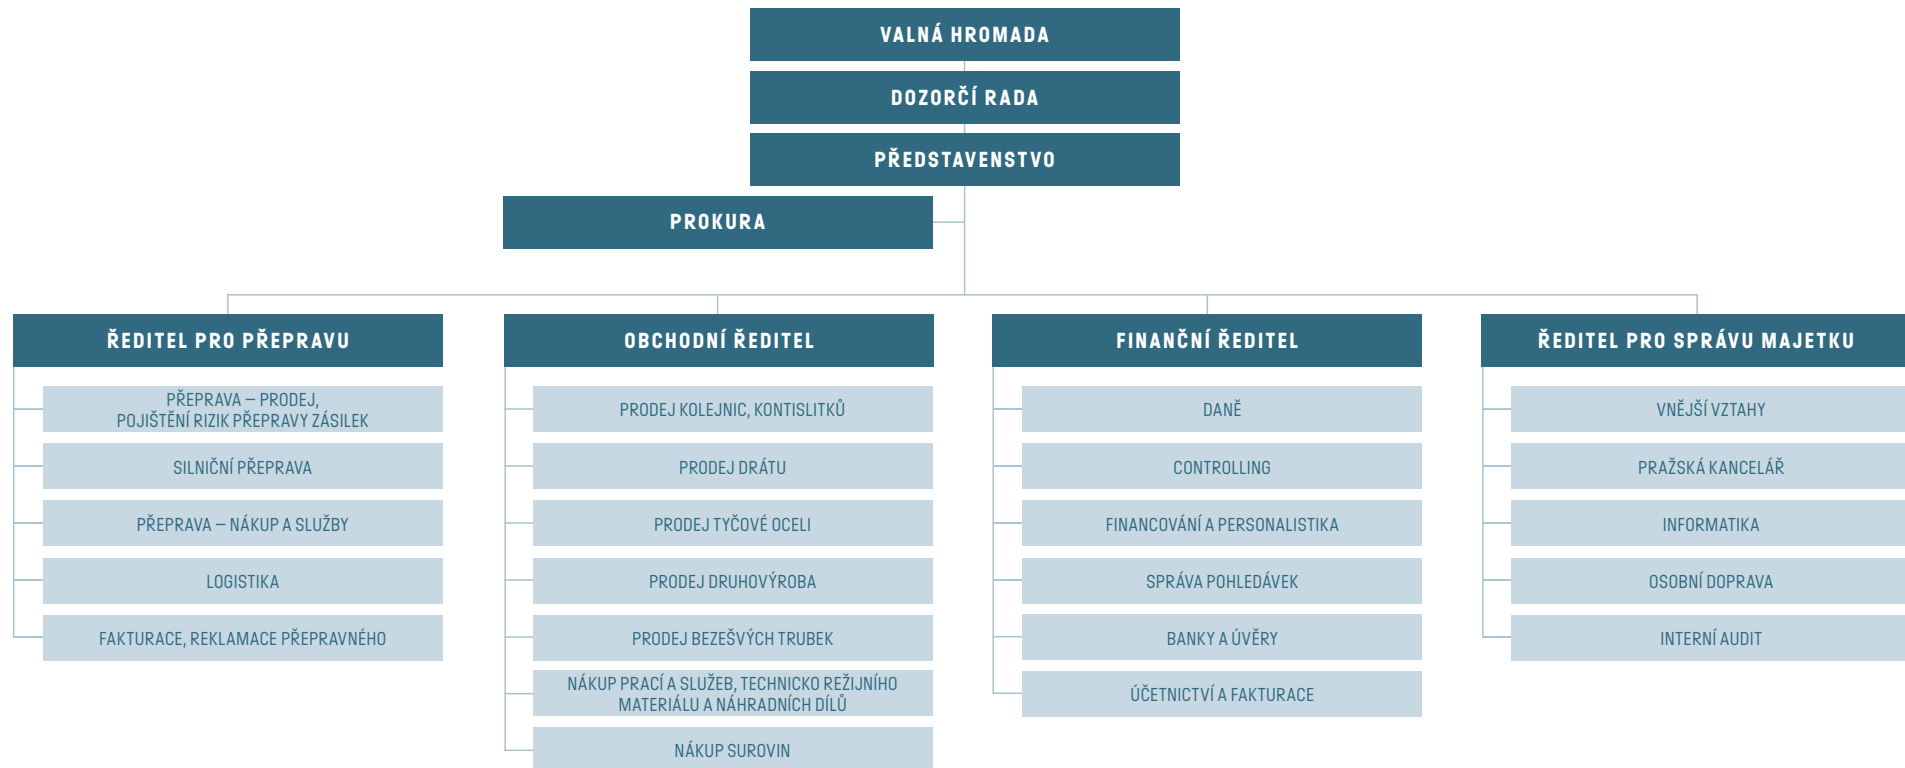 VALNÁ HROMADA
DOZORČÍ RADA
PŘEDSTAVENSTVO
PROKURA
ŘEDITEL PRO PŘEPRAVU
PŘEPRAVA – PRODEJ,
POJIŠTĚNÍ RIZIK PŘEPRAVY ZÁSILEK
SILNIČNÍ PŘEPRAVA
PŘEPRAVA – NÁKUP A SLUŽBY
LOGISTIKA
FAKTURACE, REKLAMACE PŘEPRAVNÉHO
OBCHODNÍ ŘEDITEL
PRODEJ KOLEJNIC, KONTISLITKŮ
PRODEJ DRÁTU
PRODEJ TYČOVÉ OCELI
PRODEJ DRUHOVÝROBA
PRODEJ BEZEŠVÝCH TRUBEK
NÁKUP PRACÍ A SLUŽEB, TECHNICKO REŽIJNÍHO
MATERIÁLU A NÁHRADNÍCH DÍLŮ
NÁKUP SUROVIN
FINANČNÍ ŘEDITEL
DANĚ
CONTROLLING
FINANCOVÁNÍ A PERSONALISTIKA
SPRÁVA POHLEDÁVEK
BANKY A ÚVĚRY
ÚČETNICTVÍ A FAKTURACE
ŘEDITEL PRO SPRÁVU MAJETKU
VNĚJŠÍ VZTAHY
PRAŽSKÁ KANCELÁŘ
INFORMATIKA
OSOBNÍ DOPRAVA
INTERNÍ AUDIT